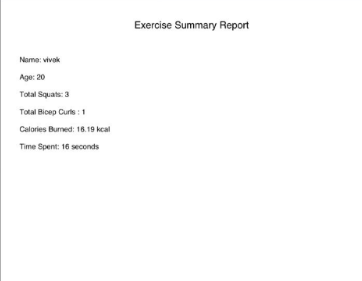 Exercise Summary Report
Name: vivek
Age: 20
Total Squats: 3
Total Bicep Curls : 1
Calories Burned: 16.19 kcal
Time Spent: 16 seconds